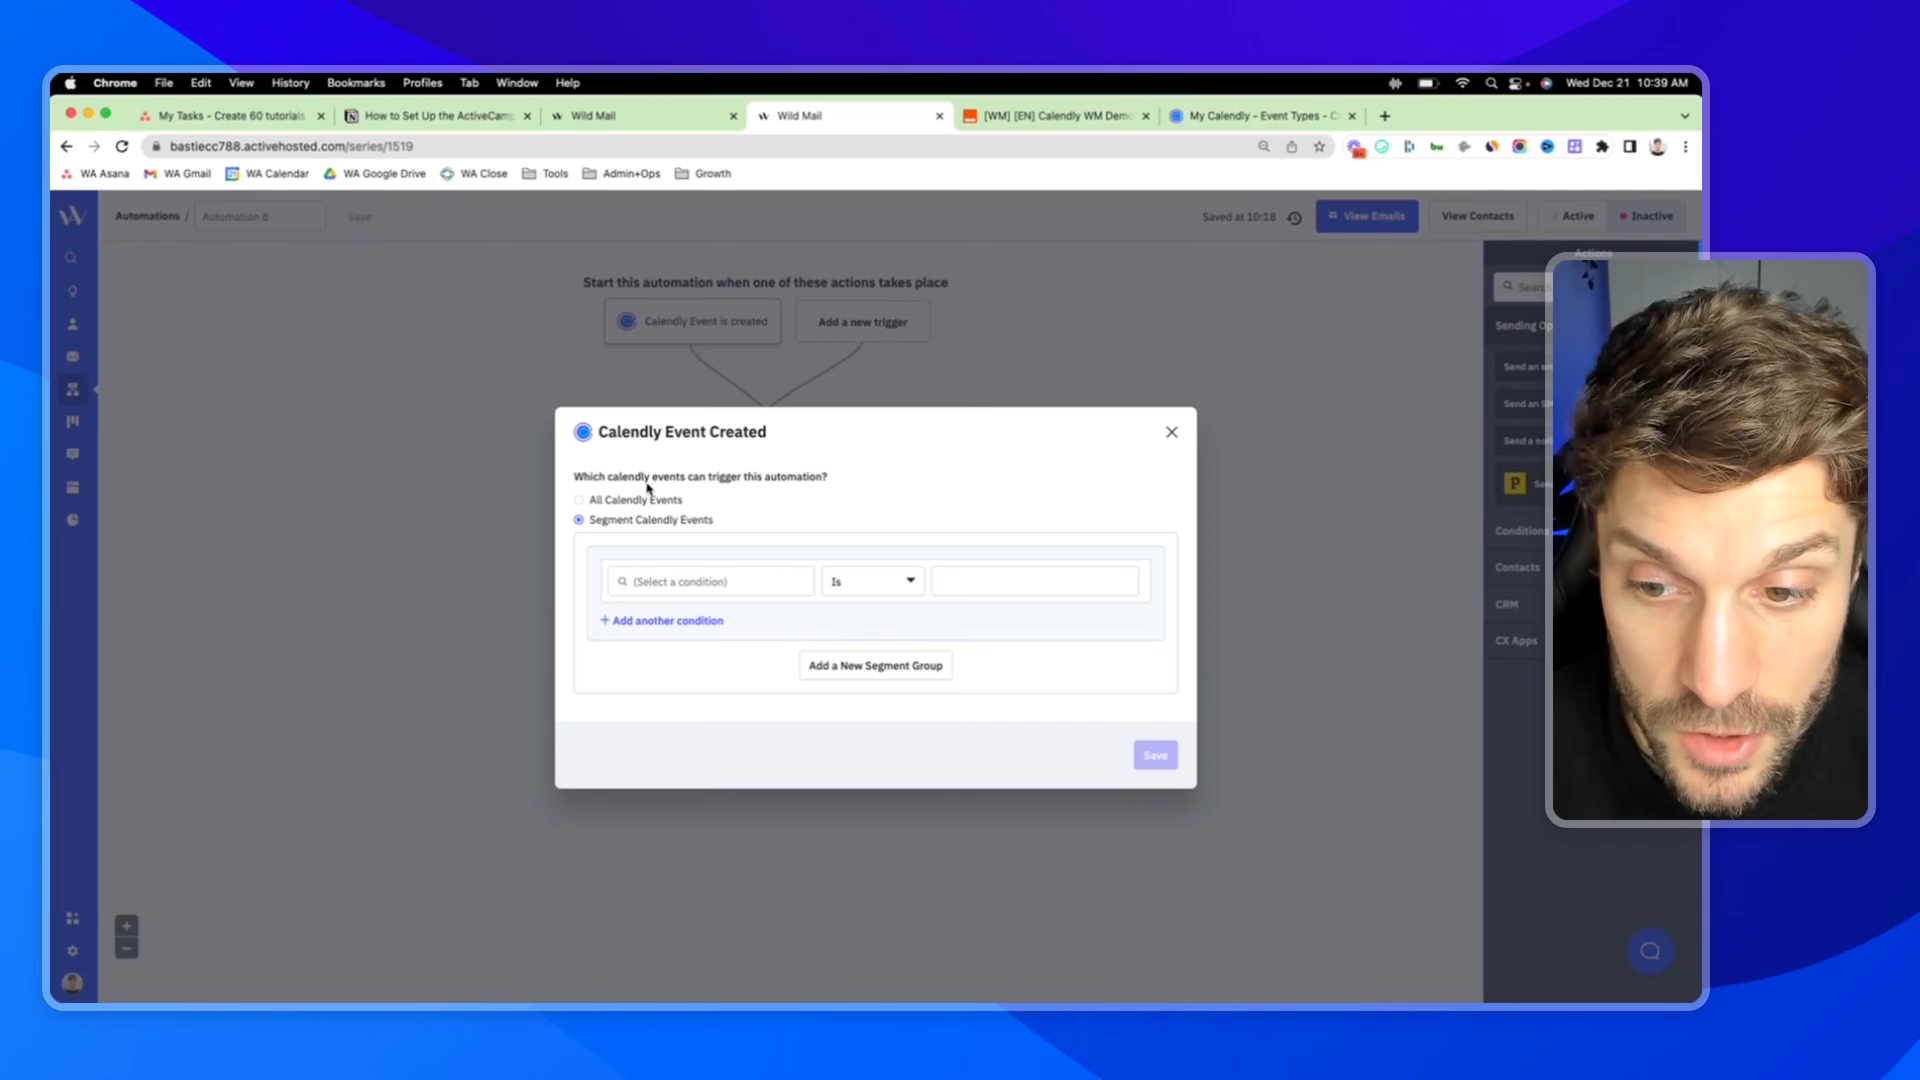 Chrome File Edit View History Bookmarks Profiles Tab Window Help
Wed Dec 21 10:39 AM
My Tasks - Create 60 tutorials
How to Set Up the ActiveCamp
Wild Mail
Wild Mail
[WM] [EN] Calendly WM Demo
My Calendly - Event Types - C
bastiecc788.activehosted.com/series/1519
WA Asana
WA Gmail
WA Calendar
WA Google Drive
WA Close
Tools
Admin+Ops
Growth
Automations /
Automation 8
Save
Saved at 10:18
View Emails
View Contacts
Active
Inactive
Actions
Start this automation when one of these actions takes place
Calendly Event is created
Add a new trigger
Search
Sending Op
Send an em
Send an SM
Send a noti
Sen
Conditions
Contacts
CRM
CX Apps
Calendly Event Created
Which calendly events can trigger this automation?
All Calendly Events
Segment Calendly Events
(Select a condition)
Is
+ Add another condition
Add a New Segment Group
Save